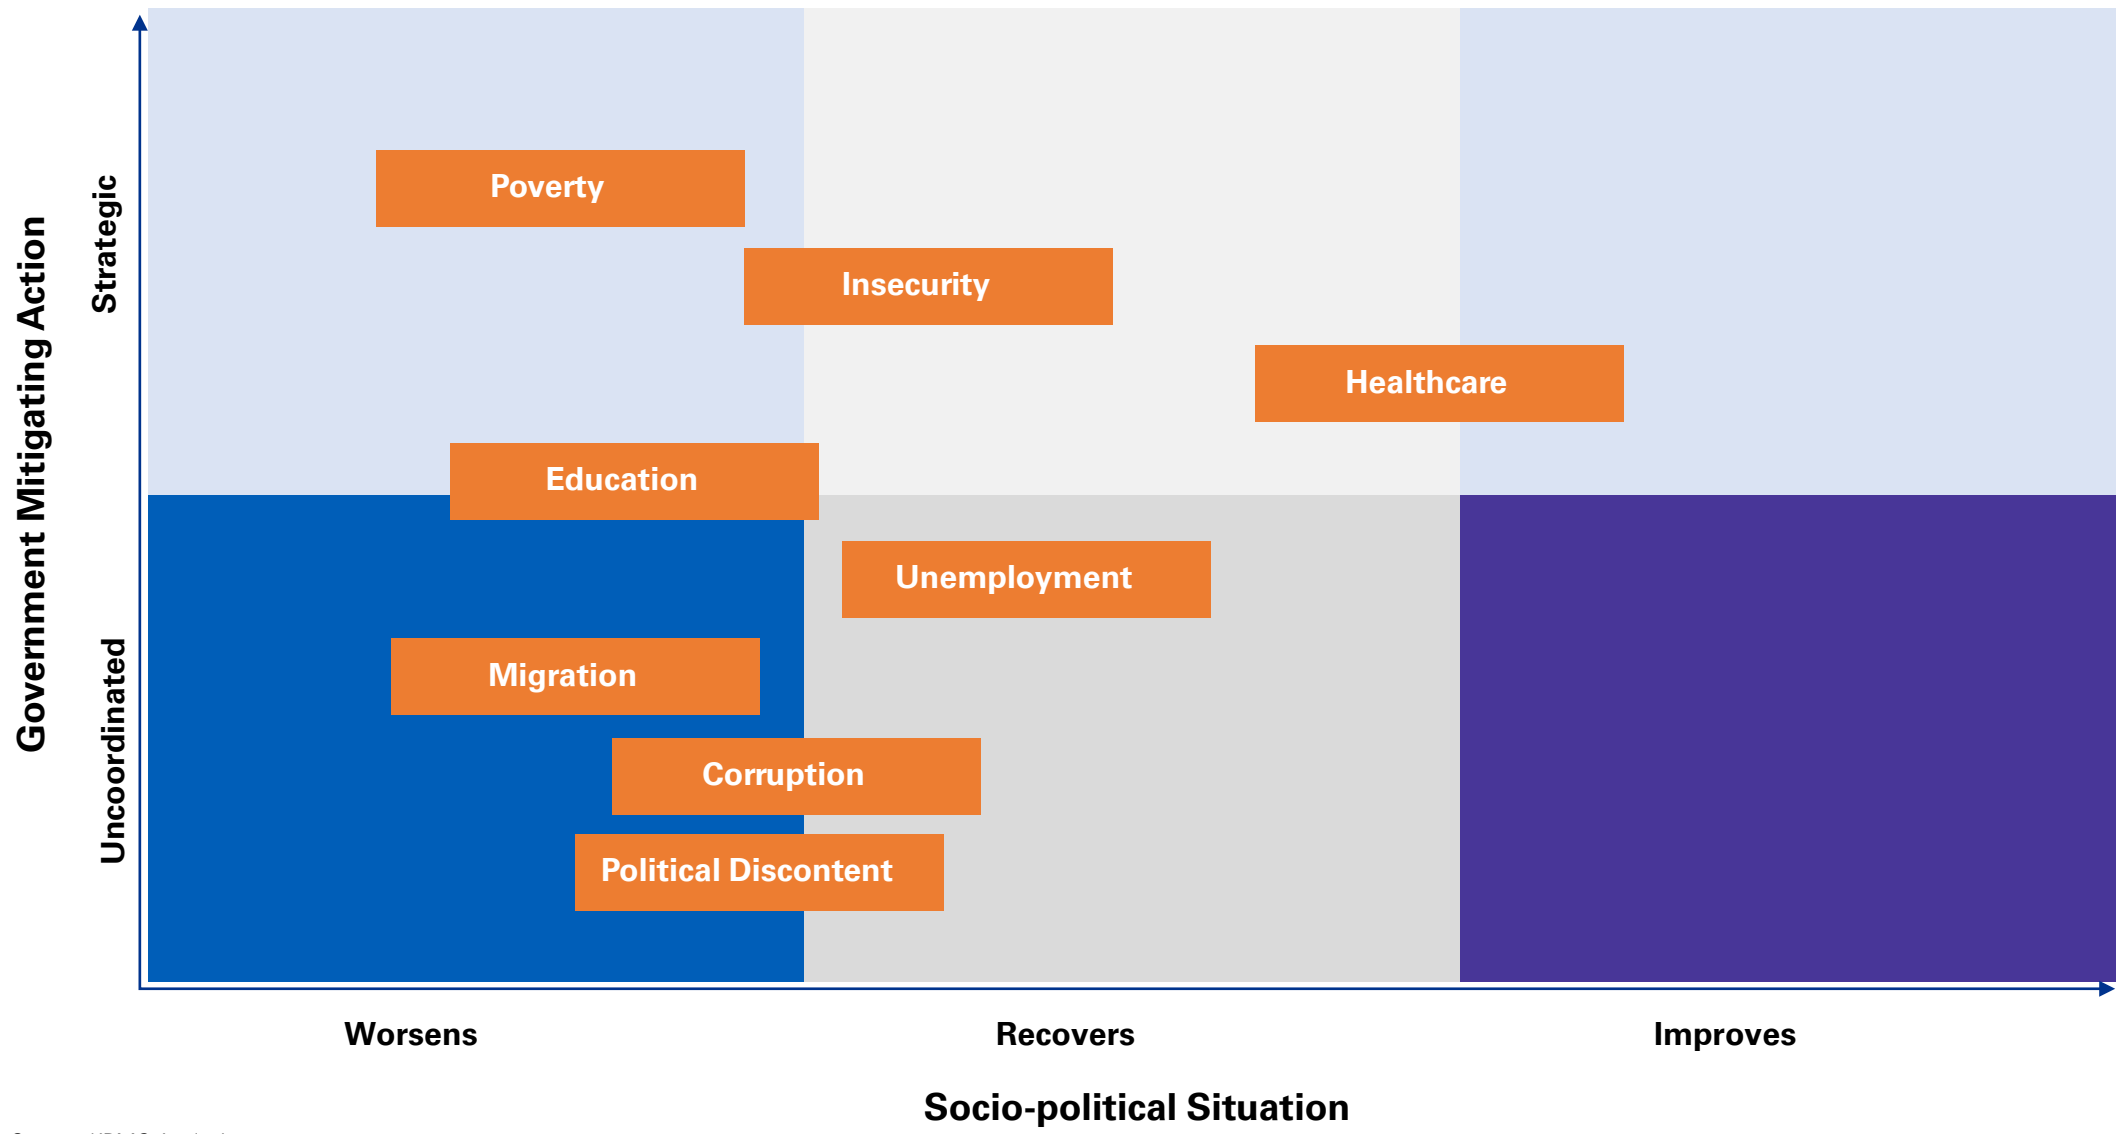 Government Mitigating Action
Strategic
Uncoordinated
Poverty
Insecurity
Healthcare
Education
Unemployment
Migration
Corruption
Political Discontent
Worsens
Recovers
Improves
Socio-political Situation